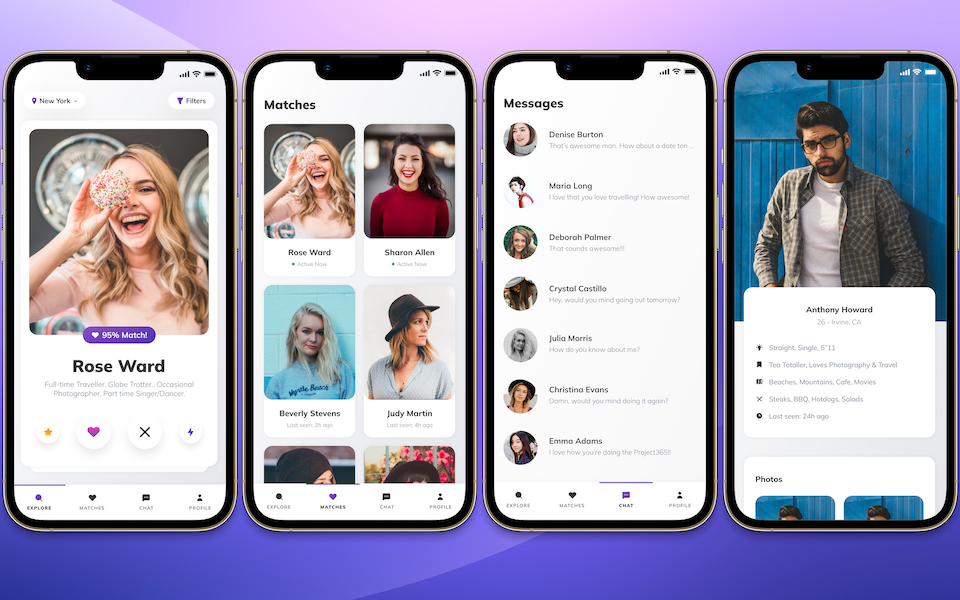 New York
Filters
95% Match!
Rose Ward
Full-time Traveller. Globe Trotter.. Occasional
Photographer. Part time Singer/Dancer.
EXPLORE
MATCHES
CHAT
PROFILE
Matches
Rose Ward
Active Now
Sharon Allen
Active Now
Myrtle Beach
Beverly Stevens
Last seen: 2h ago
Judy Martin
Last seen: 4h ago
EXPLORE
MATCHES
CHAT
PROFILE
Messages
Denise Burton
That's awesome man. How about a date ton ...
Maria Long
I love that you love travelling! How awesome!
Deborah Palmer
That sounds awesome!!!
Crystal Castillo
Hey, would you mind going out tomorrow?
Julia Morris
How do you know about me?
Christina Evans
Damn, would you mind doing it again?
Emma Adams
I love how you're doing the Project365!!
EXPLORE
MATCHES
CHAT
PROFILE
Anthony Howard
26 - Irvine, CA
Straight, Single, 5"11
Tea Totaller, Loves Photography & Travel
Beaches, Mountains, Cafe, Movies
Steaks, BBQ, Hotdogs, Salads
Last seen: 24h ago
Photos